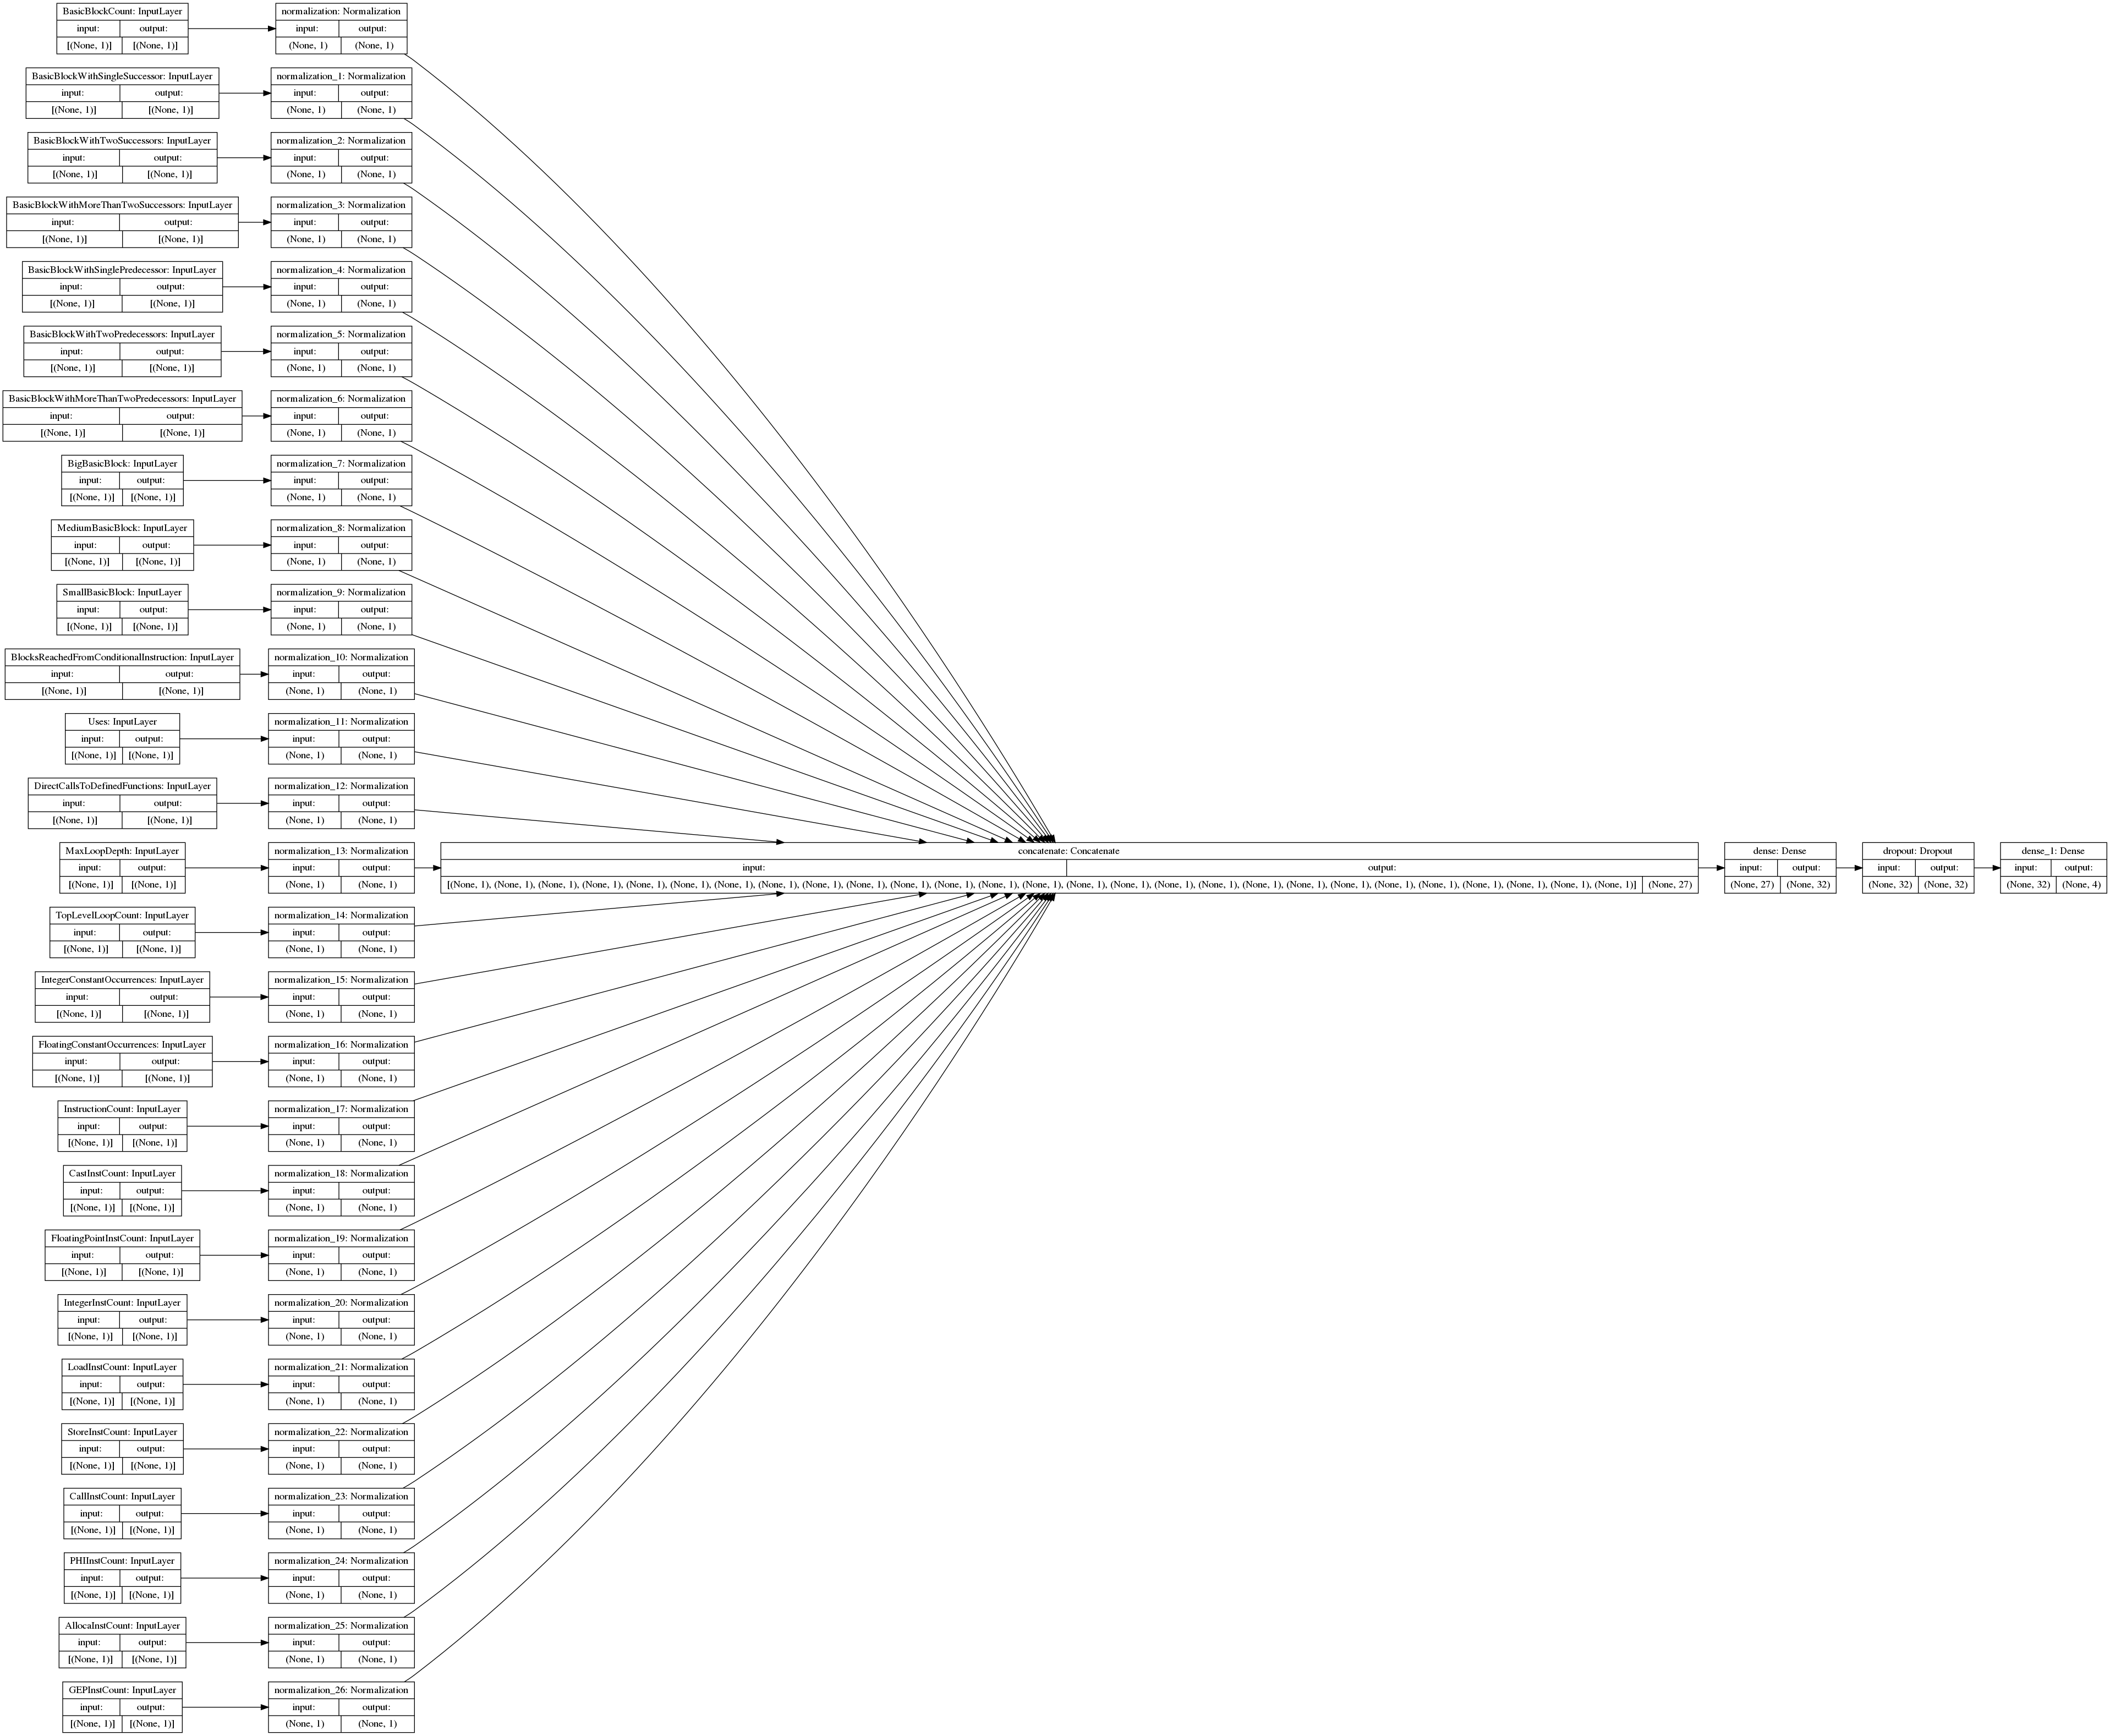 BasicBlockCount: InputLayer
input: output:
[(None, 1)] [(None, 1)]
normalization: Normalization
input: output:
(None, 1) (None, 1)
BasicBlockWithSingleSuccessor: InputLayer
input: output:
[(None, 1)] [(None, 1)]
normalization_1: Normalization
input: output:
(None, 1) (None, 1)
BasicBlockWithTwoSuccessors: InputLayer
input: output:
[(None, 1)] [(None, 1)]
normalization_2: Normalization
input: output:
(None, 1) (None, 1)
BasicBlockWithMoreThanTwoSuccessors: InputLayer
input: output:
[(None, 1)] [(None, 1)]
normalization_3: Normalization
input: output:
(None, 1) (None, 1)
BasicBlockWithSinglePredecessor: InputLayer
input: output:
[(None, 1)] [(None, 1)]
normalization_4: Normalization
input: output:
(None, 1) (None, 1)
BasicBlockWithTwoPredecessors: InputLayer
input: output:
[(None, 1)] [(None, 1)]
normalization_5: Normalization
input: output:
(None, 1) (None, 1)
BasicBlockWithMoreThanTwoPredecessors: InputLayer
input: output:
[(None, 1)] [(None, 1)]
normalization_6: Normalization
input: output:
(None, 1) (None, 1)
BigBasicBlock: InputLayer
input: output:
[(None, 1)] [(None, 1)]
normalization_7: Normalization
input: output:
(None, 1) (None, 1)
MediumBasicBlock: InputLayer
input: output:
[(None, 1)] [(None, 1)]
normalization_8: Normalization
input: output:
(None, 1) (None, 1)
SmallBasicBlock: InputLayer
input: output:
[(None, 1)] [(None, 1)]
normalization_9: Normalization
input: output:
(None, 1) (None, 1)
BlocksReachedFromConditionalInstruction: InputLayer
input: output:
[(None, 1)] [(None, 1)]
normalization_10: Normalization
input: output:
(None, 1) (None, 1)
Uses: InputLayer
input: output:
[(None, 1)] [(None, 1)]
normalization_11: Normalization
input: output:
(None, 1) (None, 1)
DirectCallsToDefinedFunctions: InputLayer
input: output:
[(None, 1)] [(None, 1)]
normalization_12: Normalization
input: output:
(None, 1) (None, 1)
MaxLoopDepth: InputLayer
input: output:
[(None, 1)] [(None, 1)]
normalization_13: Normalization
input: output:
(None, 1) (None, 1)
concatenate: Concatenate
input: output:
[(None, 1), (None, 1), (None, 1), (None, 1), (None, 1), (None, 1), (None, 1), (None, 1), (None, 1), (None, 1), (None, 1), (None, 1), (None, 1), (None, 1), (None, 1), (None, 1), (None, 1), (None, 1), (None, 1), (None, 1), (None, 1), (None, 1), (None, 1), (None, 1), (None, 1), (None, 1), (None, 1)] (None, 27)
dense: Dense
input: output:
(None, 27) (None, 32)
dropout: Dropout
input: output:
(None, 32) (None, 32)
dense_1: Dense
input: output:
(None, 32) (None, 4)
TopLevelLoopCount: InputLayer
input: output:
[(None, 1)] [(None, 1)]
normalization_14: Normalization
input: output:
(None, 1) (None, 1)
IntegerConstantOccurrences: InputLayer
input: output:
[(None, 1)] [(None, 1)]
normalization_15: Normalization
input: output:
(None, 1) (None, 1)
FloatingConstantOccurrences: InputLayer
input: output:
[(None, 1)] [(None, 1)]
normalization_16: Normalization
input: output:
(None, 1) (None, 1)
InstructionCount: InputLayer
input: output:
[(None, 1)] [(None, 1)]
normalization_17: Normalization
input: output:
(None, 1) (None, 1)
CastInstCount: InputLayer
input: output:
[(None, 1)] [(None, 1)]
normalization_18: Normalization
input: output:
(None, 1) (None, 1)
FloatingPointInstCount: InputLayer
input: output:
[(None, 1)] [(None, 1)]
normalization_19: Normalization
input: output:
(None, 1) (None, 1)
IntegerInstCount: InputLayer
input: output:
[(None, 1)] [(None, 1)]
normalization_20: Normalization
input: output:
(None, 1) (None, 1)
LoadInstCount: InputLayer
input: output:
[(None, 1)] [(None, 1)]
normalization_21: Normalization
input: output:
(None, 1) (None, 1)
StoreInstCount: InputLayer
input: output:
[(None, 1)] [(None, 1)]
normalization_22: Normalization
input: output:
(None, 1) (None, 1)
CallInstCount: InputLayer
input: output:
[(None, 1)] [(None, 1)]
normalization_23: Normalization
input: output:
(None, 1) (None, 1)
PHIInstCount: InputLayer
input: output:
[(None, 1)] [(None, 1)]
normalization_24: Normalization
input: output:
(None, 1) (None, 1)
AllocaInstCount: InputLayer
input: output:
[(None, 1)] [(None, 1)]
normalization_25: Normalization
input: output:
(None, 1) (None, 1)
GEPInstCount: InputLayer
input: output:
[(None, 1)] [(None, 1)]
normalization_26: Normalization
input: output:
(None, 1) (None, 1)